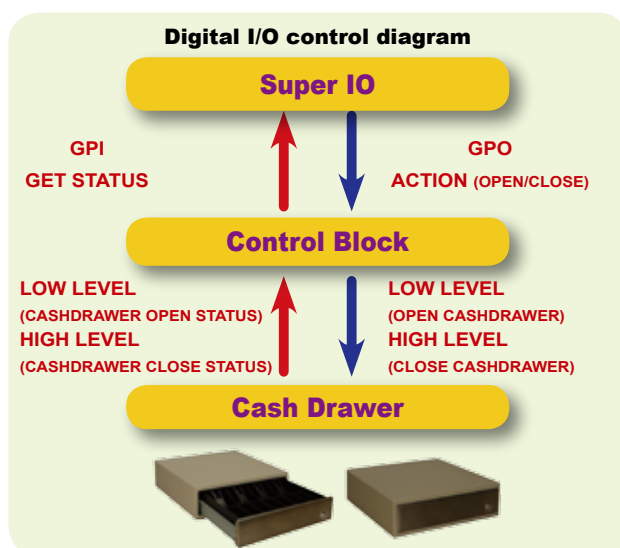 Digital I/O control diagram
Super IO
GPI
GET STATUS
GPO
ACTION (OPEN/CLOSE)
Control Block
LOW LEVEL
(CASHDRAWER OPEN STATUS)
HIGH LEVEL
(CASHDRAWER CLOSE STATUS)
LOW LEVEL
(OPEN CASHDRAWER)
HIGH LEVEL
(CLOSE CASHDRAWER)
Cash Drawer